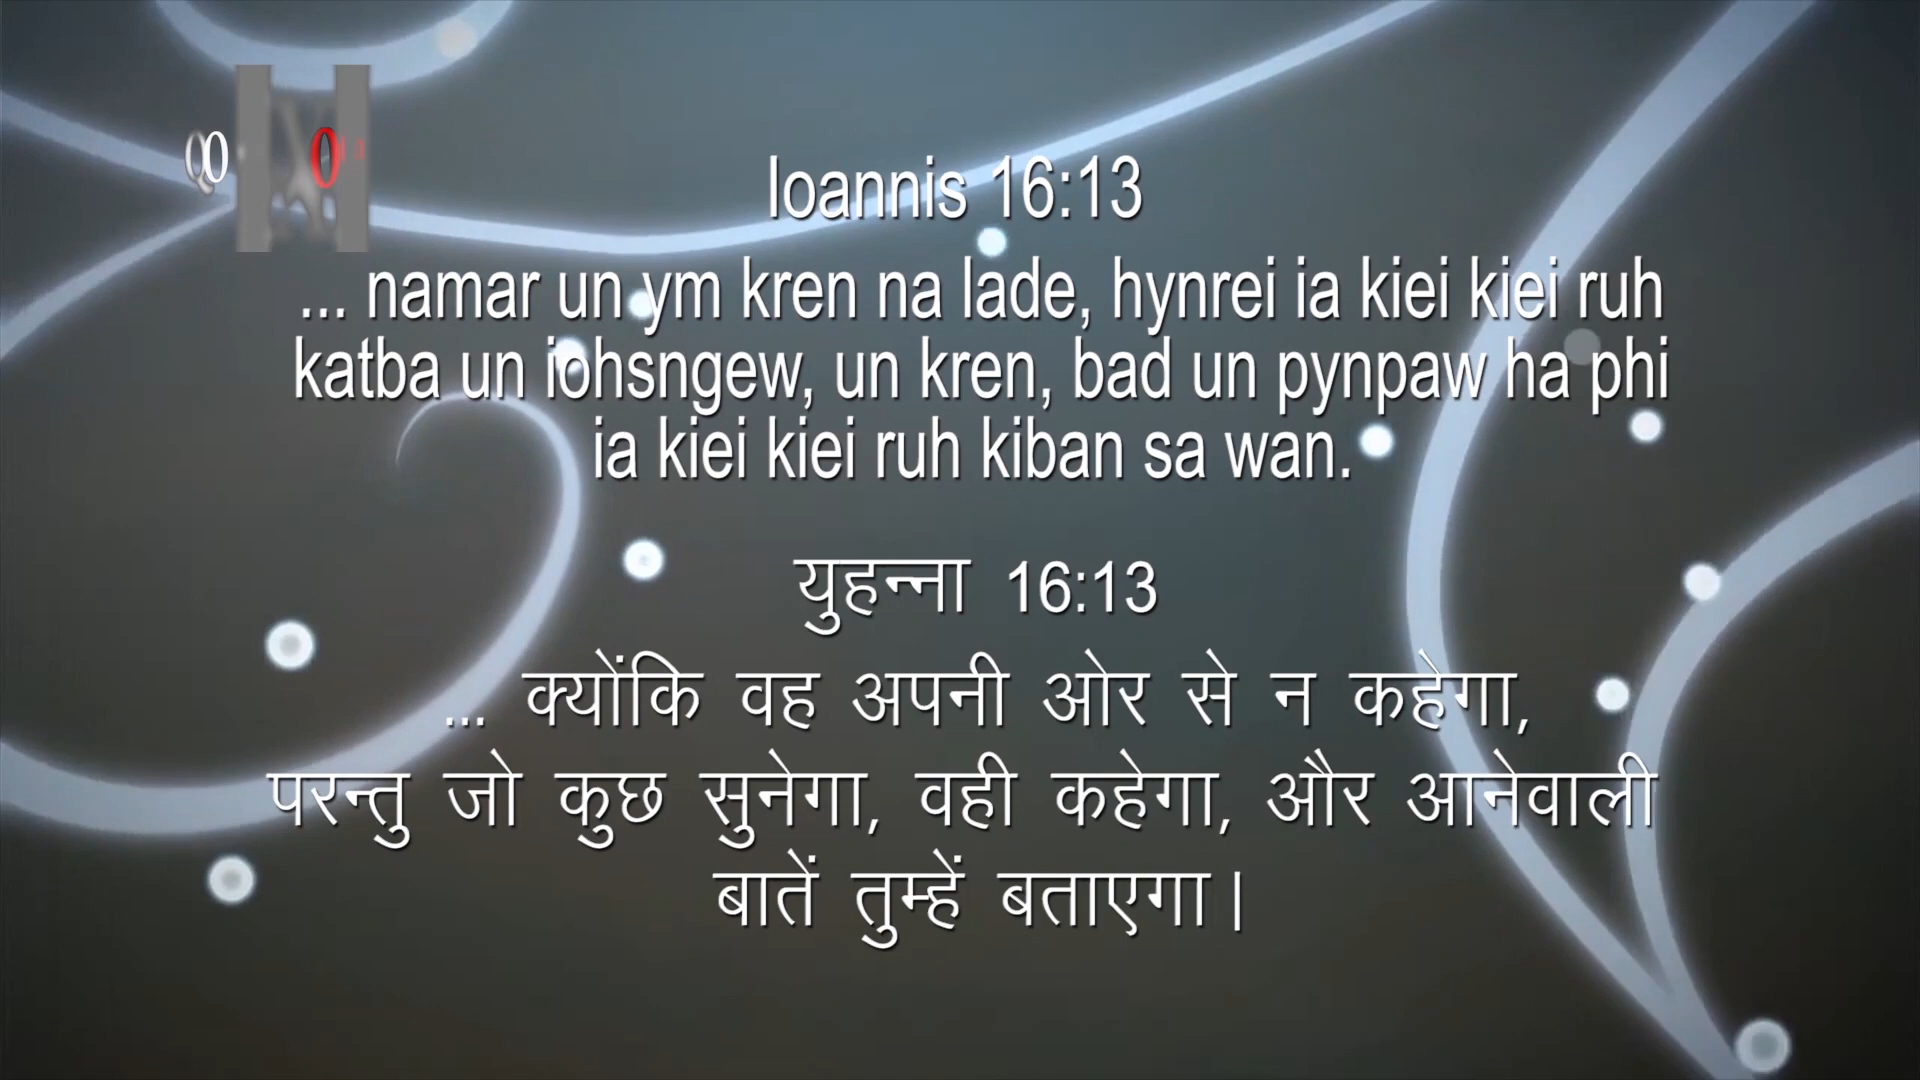 Ioannis 16:13
... namar un ym kren na lade, hynrei ia kiei kiei ruh
katba un iohsngew, un kren, bad un pynpaw ha phi
ia kiei kiei ruh kiban sa wan.
युहन्ना 16:13
... क्योंकि वह अपनी ओर से न कहेगा,
परन्तु जो कुछ सुनेगा, वही कहेगा, और आनेवाली
बातें तुम्हें बताएगा।